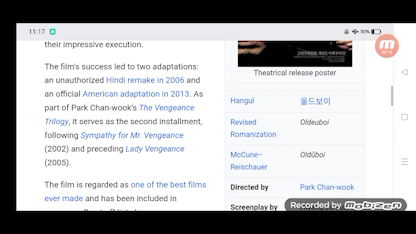 11:17
50%
their impressive execution.
The film's success led to two adaptations:
an unauthorized Hindi remake in 2006 and
an official American adaptation in 2013. As
part of Park Chan-wook's The Vengeance
Trilogy, it serves as the second installment,
following Sympathy for Mr. Vengeance
(2002) and preceding Lady Vengeance
(2005).
The film is regarded as one of the best films
ever made and has been included in
Theatrical release poster
Hangul 올드보이
Revised Oldeuboi
Romanization
McCune– Oldŭboi
Reischauer
Directed by Park Chan-wook
Screenplay by
Recorded by
mobizen